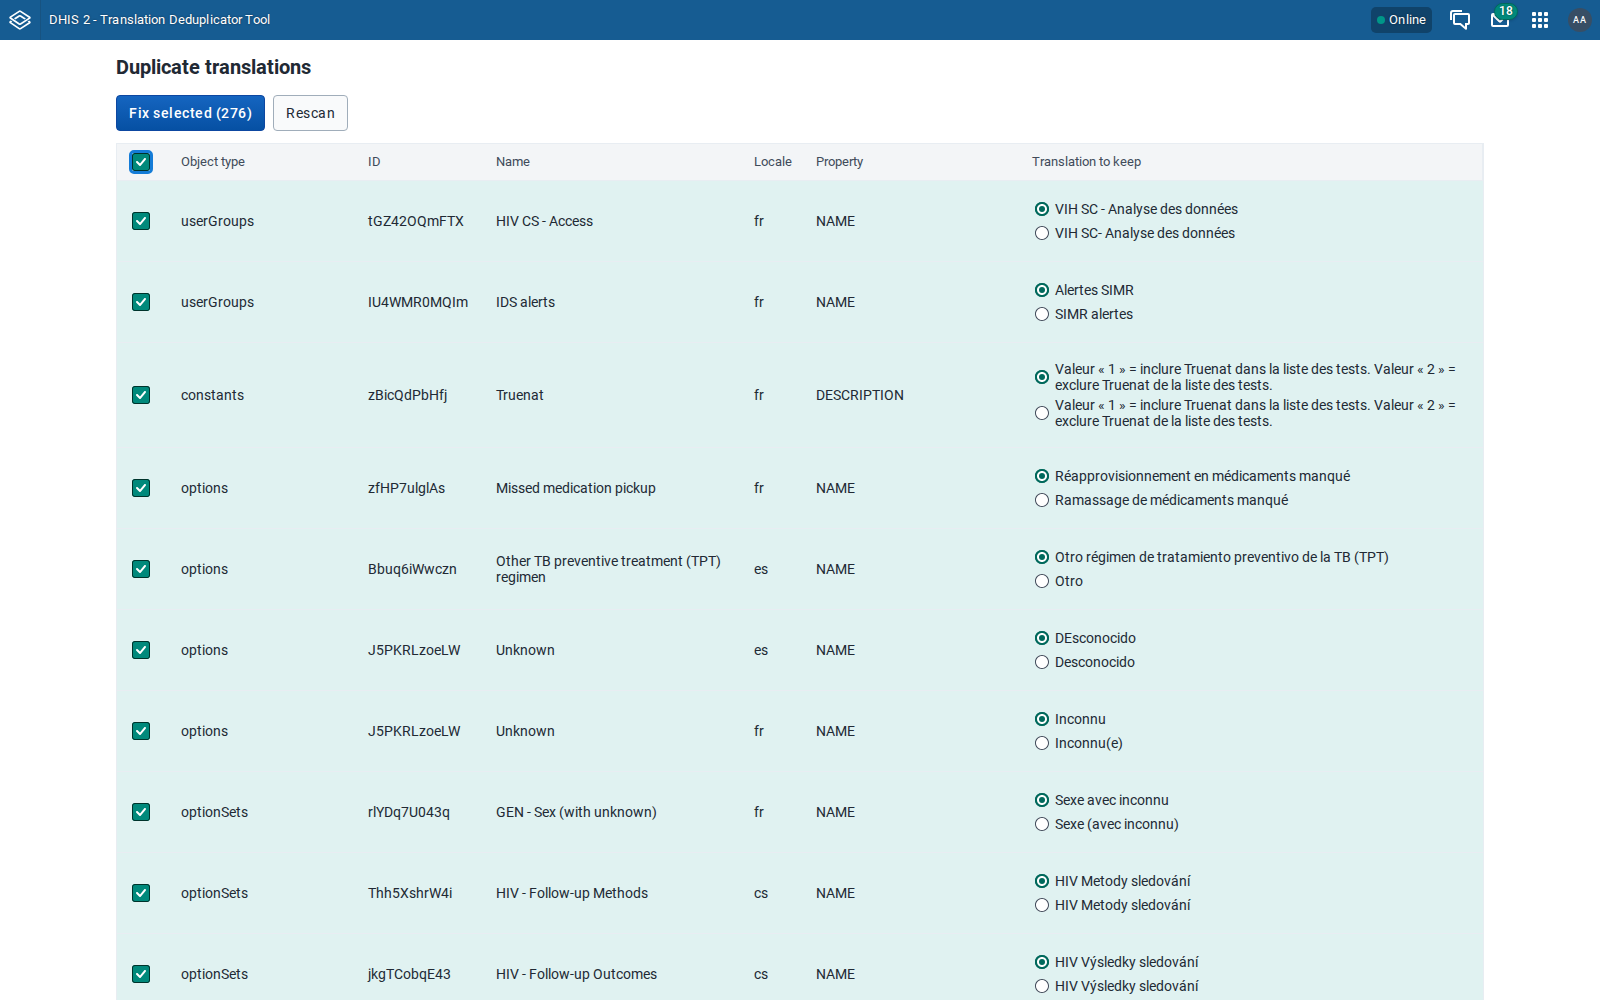 DHIS 2 - Translation Deduplicator Tool
Online
18
AA
Duplicate translations
Fix selected (276)
Rescan
Object type ID Name Locale Property Translation to keep
userGroups tGZ42OQmFTX HIV CS - Access fr NAME
VIH SC - Analyse des données
VIH SC- Analyse des données
userGroups IU4WMR0MQIm IDS alerts fr NAME
Alertes SIMR
SIMR alertes
constants zBicQdPbHfj Truenat fr DESCRIPTION
Valeur « 1 » = inclure Truenat dans la liste des tests. Valeur « 2 » =
exclure Truenat de la liste des tests.
Valeur « 1 » = inclure Truenat dans la liste des tests. Valeur « 2 » =
exclure Truenat de la liste des tests.
options zfHP7ulglAs Missed medication pickup fr NAME
Réapprovisionnement en médicaments manqué
Ramassage de médicaments manqué
options Bbuq6iWwczn Other TB preventive treatment (TPT)
regimen es NAME
Otro régimen de tratamiento preventivo de la TB (TPT)
Otro
options J5PKRLzoeLW Unknown es NAME
DEsconocido
Desconocido
options J5PKRLzoeLW Unknown fr NAME
Inconnu
Inconnu(e)
optionSets rlYDq7U043q GEN - Sex (with unknown) fr NAME
Sexe avec inconnu
Sexe (avec inconnu)
optionSets Thh5XshrW4i HIV - Follow-up Methods cs NAME
HIV Metody sledování
HIV Metody sledování
optionSets jkgTCobqE43 HIV - Follow-up Outcomes cs NAME
HIV Výsledky sledování
HIV Výsledky sledování